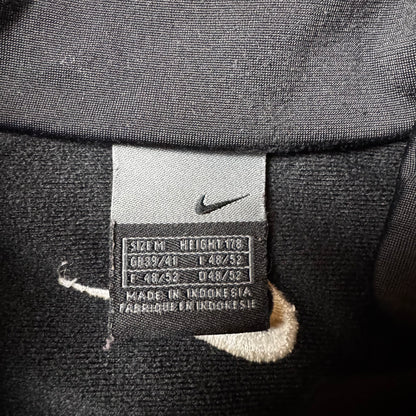 SIZE M HEIGHT 178
GB 39/41 I 48/52
F 48/52 D 48/52
MADE IN INDONESIA
FABRIQUE EN INDONESIE